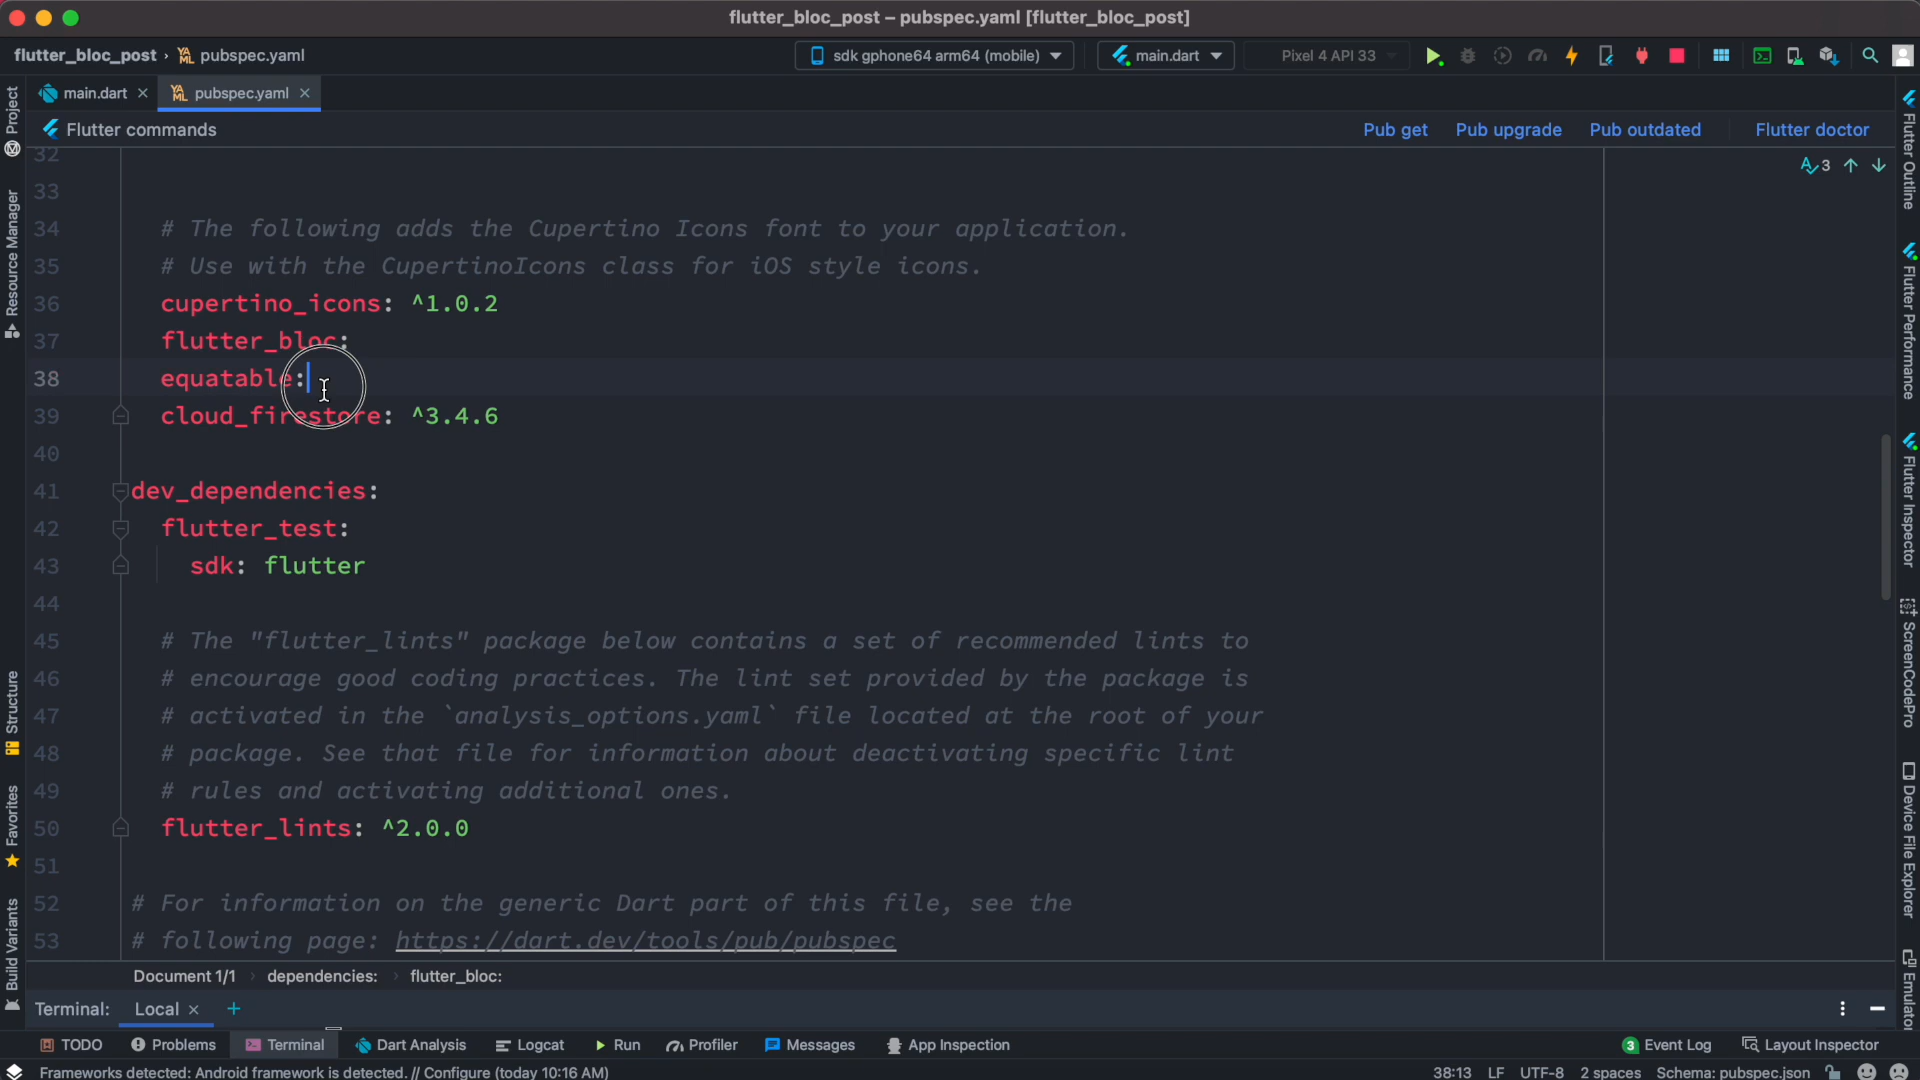 flutter_bloc_post – pubspec.yaml [flutter_bloc_post]
flutter_bloc_post › pubspec.yaml
sdk gphone64 arm64 (mobile)
main.dart
Pixel 4 API 33
main.dart
pubspec.yaml
Flutter commands
Pub get
Pub upgrade
Pub outdated
Flutter doctor
3
32
33
34 # The following adds the Cupertino Icons font to your application.
35 # Use with the CupertinoIcons class for iOS style icons.
36 cupertino_icons: ^1.0.2
37 flutter_bloc:
38 equatable:
39 cloud_firestore: ^3.4.6
40
41 dev_dependencies:
42 flutter_test:
43 sdk: flutter
44
45 # The "flutter_lints" package below contains a set of recommended lints to
46 # encourage good coding practices. The lint set provided by the package is
47 # activated in the `analysis_options.yaml` file located at the root of your
48 # package. See that file for information about deactivating specific lint
49 # rules and activating additional ones.
50 flutter_lints: ^2.0.0
51
52 # For information on the generic Dart part of this file, see the
53 # following page: https://dart.dev/tools/pub/pubspec
Project
Resource Manager
Structure
Favorites
Build Variants
Flutter Outline
Flutter Performance
Flutter Inspector
ScreenCodePro
Device File Explorer
Emulator
Document 1/1 › dependencies: › flutter_bloc:
Terminal:
Local
TODO
Problems
Terminal
Dart Analysis
Logcat
Run
Profiler
Messages
App Inspection
3 Event Log
Layout Inspector
Frameworks detected: Android framework is detected. // Configure (today 10:16 AM)
38:13
LF
UTF-8
2 spaces
Schema: pubspec.json